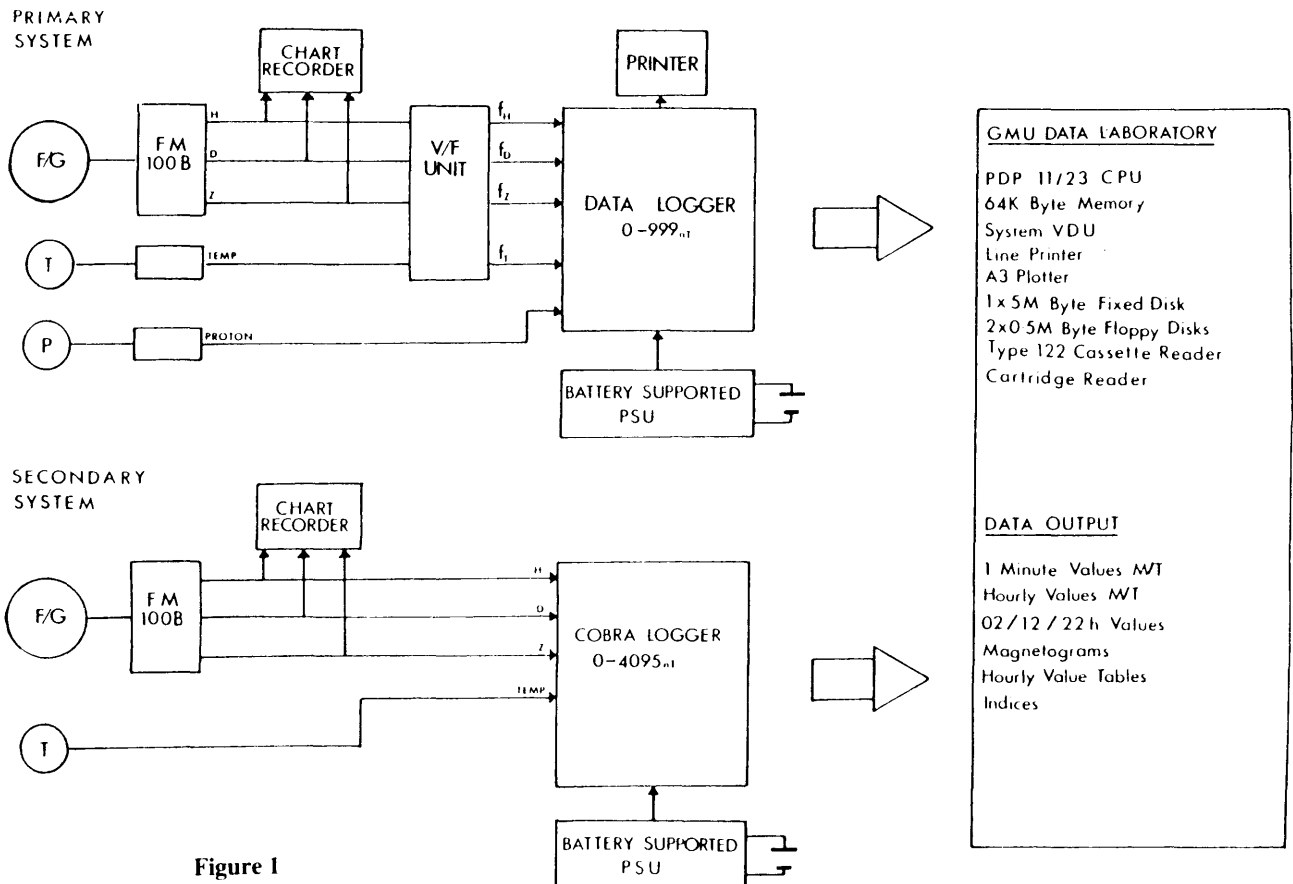 PRIMARY
SYSTEM
CHART
RECORDER
PRINTER
F/G
FM
100B
H
D
Z
V/F
UNIT
fH
fD
fZ
fT
DATA LOGGER
0-999nT
T
TEMP
P
PROTON
BATTERY SUPPORTED
PSU
SECONDARY
SYSTEM
CHART
RECORDER
F/G
FM
100B
H
D
Z
TEMP
COBRA LOGGER
0-4095nT
T
BATTERY SUPPORTED
PSU
GMU DATA LABORATORY
PDP 11/23 CPU
64K Byte Memory
System VDU
Line Printer
A3 Plotter
1x5M Byte Fixed Disk
2x0·5M Byte Floppy Disks
Type 122 Cassette Reader
Cartridge Reader
DATA OUTPUT
1 Minute Values M/T
Hourly Values M/T
02/12/22h Values
Magnetograms
Hourly Value Tables
Indices
Figure 1